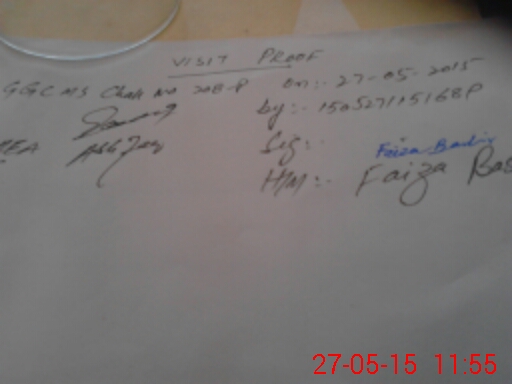 VISIT PROOF
GGCMS Chak No 208-P on:- 27-05-2015
by:- 150527115168P
Sig:- Faiza Bashir
H/M:- Faiza Bas
27-05-15 11:55